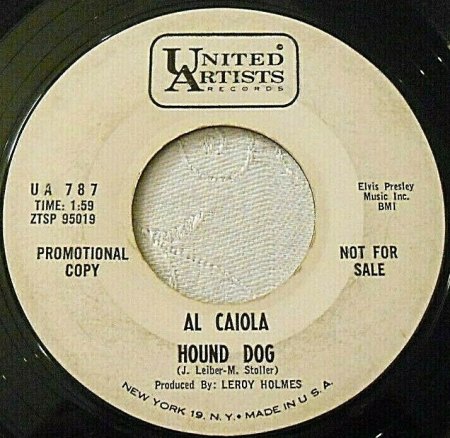 UNITED
ARTISTS
RECORDS
UA 787
TIME: 1:59
ZTSP 95019
Elvis Presley
Music Inc.
BMI
PROMOTIONAL
COPY
NOT FOR
SALE
AL CAIOLA
HOUND DOG
(J. Leiber-M. Stoller)
Produced By: LEROY HOLMES
NEW YORK 19, N.Y. • MADE IN U.S.A.